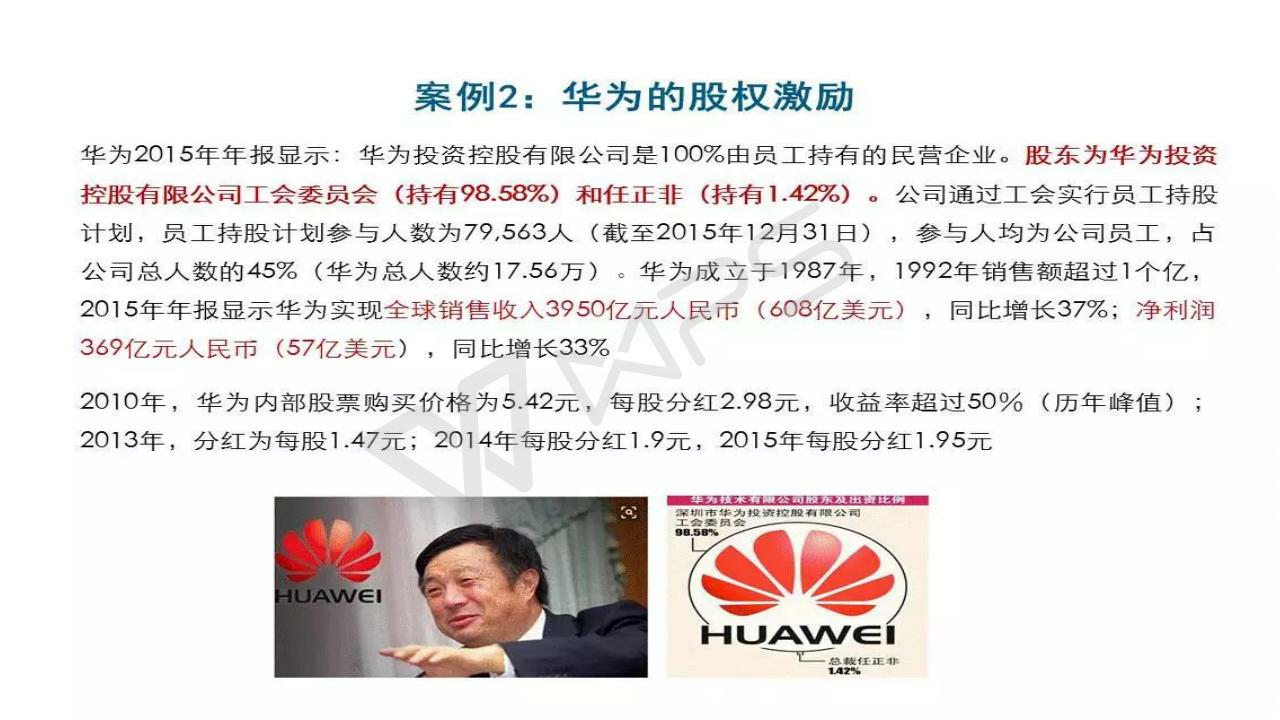 案例2：华为的股权激励
华为2015年年报显示：华为投资控股有限公司是100%由员工持有的民营企业。股东为华为投资
控股有限公司工会委员会（持有98.58%）和任正非（持有1.42%）。公司通过工会实行员工持股
计划，员工持股计划参与人数为79,563人（截至2015年12月31日），参与人均为公司员工，占
公司总人数的45%（华为总人数约17.56万）。华为成立于1987年，1992年销售额超过1个亿，
2015年年报显示华为实现全球销售收入3950亿元人民币（608亿美元），同比增长37%；净利润
369亿元人民币（57亿美元），同比增长33%
2010年，华为内部股票购买价格为5.42元，每股分红2.98元，收益率超过50%（历年峰值）；
2013年，分红为每股1.47元；2014年每股分红1.9元，2015年每股分红1.95元
WPS
HUAWEI
华为技术有限公司股东及出资比例
深圳市华为投资控股有限公司
工会委员会
98.58%
HUAWEI
总裁任正非
1.42%